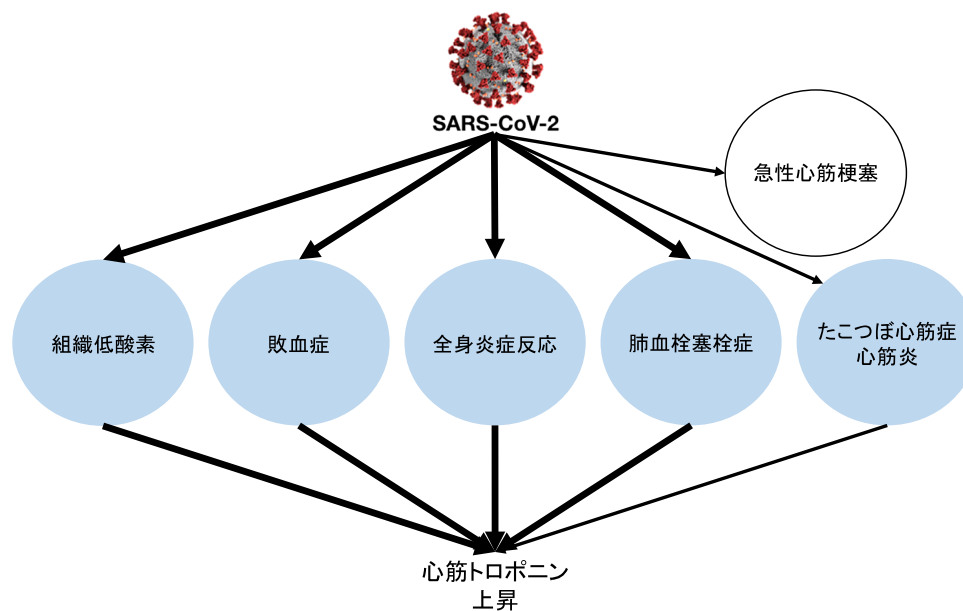 SARS-CoV-2
急性心筋梗塞
組織低酸素
敗血症
全身炎症反応
肺血栓塞栓症
たこつぼ心筋症
心筋炎
心筋トロポニン
上昇